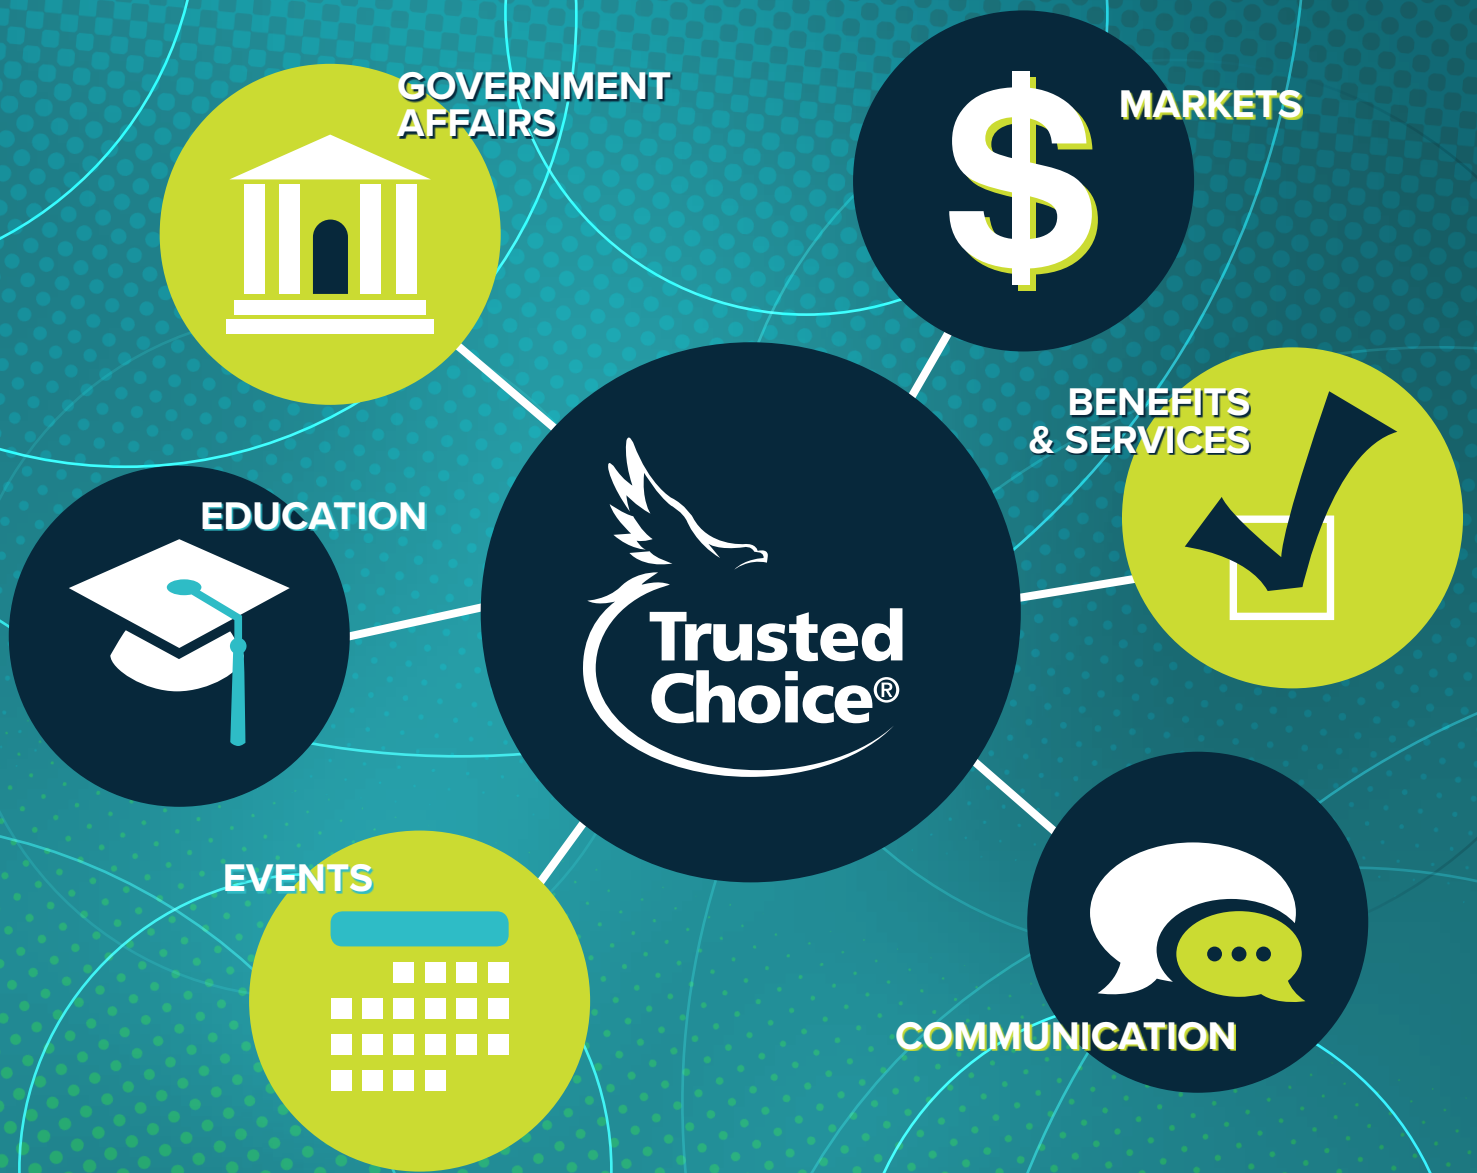 GOVERNMENT
AFFAIRS
MARKETS
BENEFITS
& SERVICES
EDUCATION
Trusted
Choice®
EVENTS
COMMUNICATION